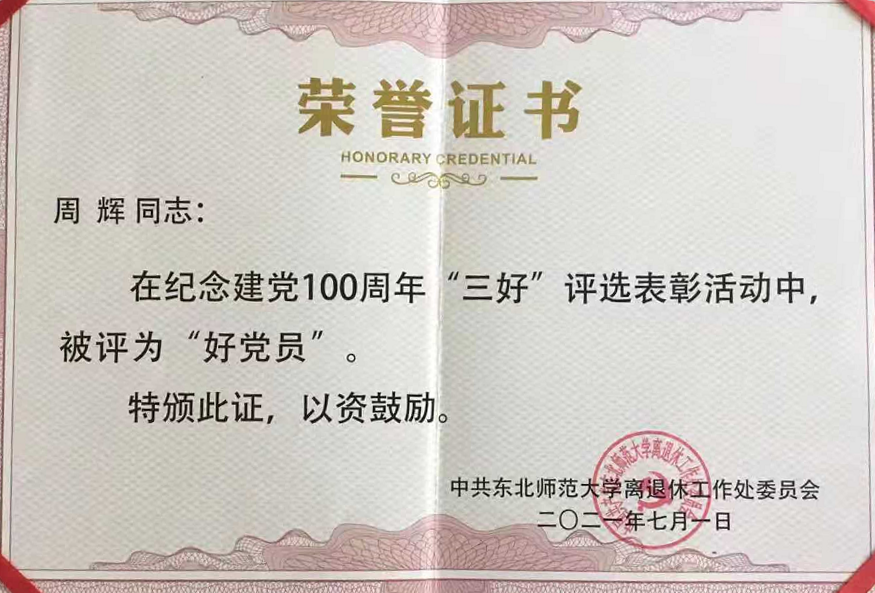 荣誉证书
HONORARY CREDENTIAL
周 辉 同志：
在纪念建党100周年“三好”评选表彰活动中，
被评为“好党员”。
特颁此证，以资鼓励。
中共东北师范大学离退休工作处委员会
二〇二一年七月一日